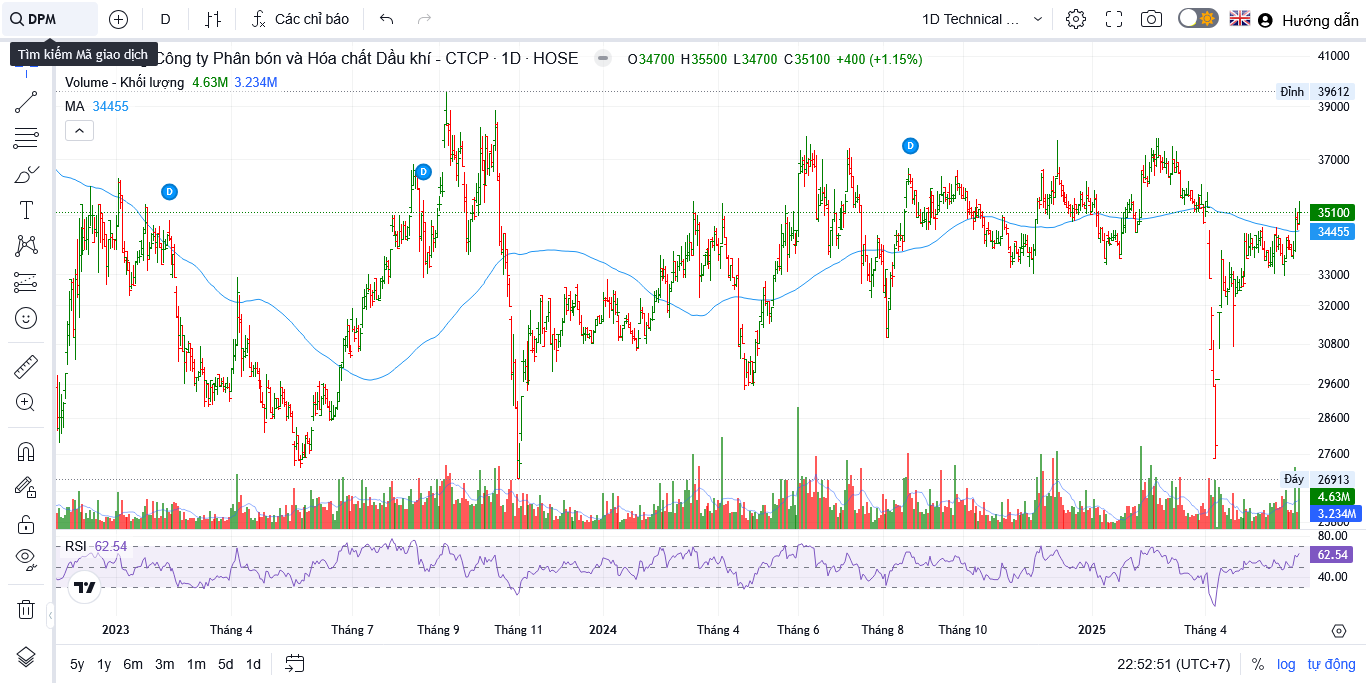 DPM
D
Các chỉ báo
1D Technical ...
Hướng dẫn
Tìm kiếm Mã giao dịch
Công ty Phân bón và Hóa chất Dầu khí - CTCP · 1D · HOSE
O34700 H35500 L34700 C35100 +400 (+1.15%)
Volume - Khối lượng 4.63M 3.234M
MA 34455
41000
Đỉnh 39612
39000
37000
35100
34455
33000
32000
30800
29600
28600
27600
Đáy 26913
4.63M
3.234M
D
D
D
RSI 62.54
80.00
62.54
40.00
2023
Tháng 4
Tháng 7
Tháng 9
Tháng 11
2024
Tháng 4
Tháng 6
Tháng 8
Tháng 10
2025
Tháng 4
5y 1y 6m 3m 1m 5d 1d
22:52:51 (UTC+7)
% log tự động